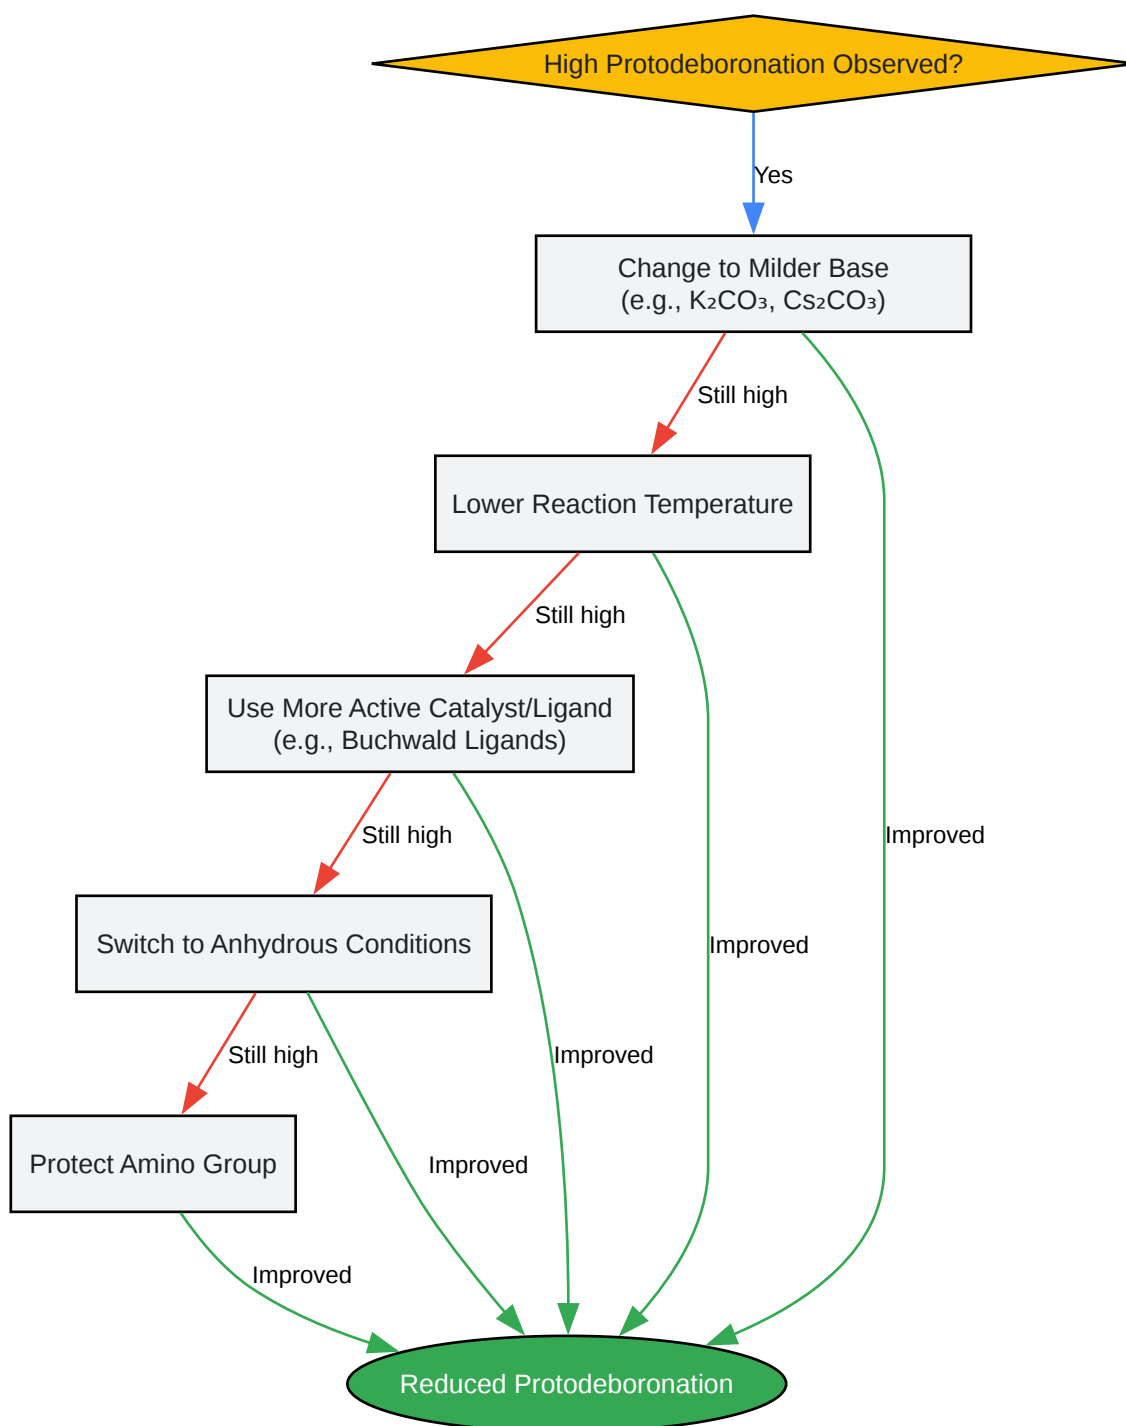 High Protodeboronation Observed?
Yes
Change to Milder Base
(e.g., K₂CO₃, Cs₂CO₃)
Still high
Lower Reaction Temperature
Still high
Use More Active Catalyst/Ligand
(e.g., Buchwald Ligands)
Still high
Improved
Switch to Anhydrous Conditions
Improved
Still high
Improved
Protect Amino Group
Improved
Improved
Reduced Protodeboronation